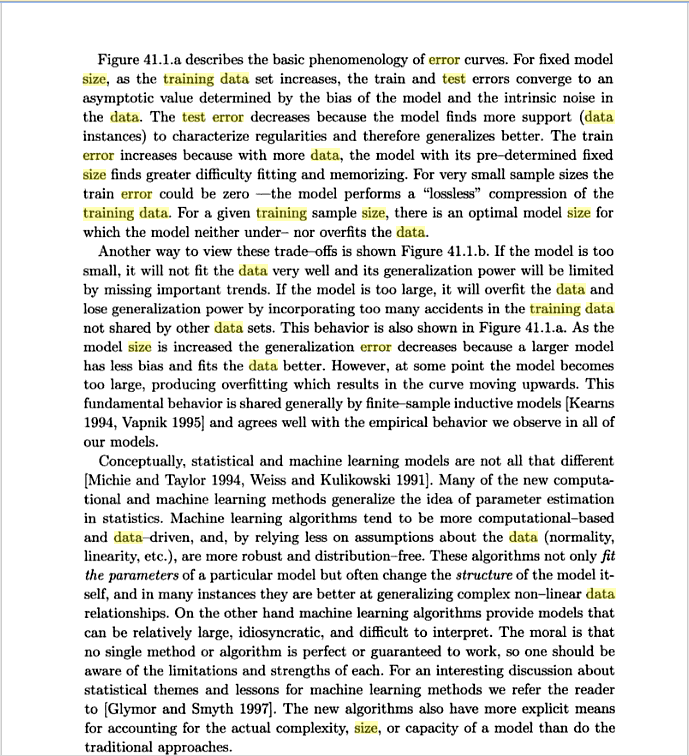 Figure 41.1.a describes the basic phenomenology of error curves. For fixed model
size, as the training data set increases, the train and test errors converge to an
asymptotic value determined by the bias of the model and the intrinsic noise in
the data. The test error decreases because the model finds more support (data
instances) to characterize regularities and therefore generalizes better. The train
error increases because with more data, the model with its pre–determined fixed
size finds greater difficulty fitting and memorizing. For very small sample sizes the
train error could be zero —the model performs a “lossless” compression of the
training data. For a given training sample size, there is an optimal model size for
which the model neither under– nor overfits the data.
Another way to view these trade–offs is shown Figure 41.1.b. If the model is too
small, it will not fit the data very well and its generalization power will be limited
by missing important trends. If the model is too large, it will overfit the data and
lose generalization power by incorporating too many accidents in the training data
not shared by other data sets. This behavior is also shown in Figure 41.1.a. As the
model size is increased the generalization error decreases because a larger model
has less bias and fits the data better. However, at some point the model becomes
too large, producing overfitting which results in the curve moving upwards. This
fundamental behavior is shared generally by finite–sample inductive models [Kearns
1994, Vapnik 1995] and agrees well with the empirical behavior we observe in all of
our models.
Conceptually, statistical and machine learning models are not all that different
[Michie and Taylor 1994, Weiss and Kulikowski 1991]. Many of the new computa-
tional and machine learning methods generalize the idea of parameter estimation
in statistics. Machine learning algorithms tend to be more computational–based
and data–driven, and, by relying less on assumptions about the data (normality,
linearity, etc.), are more robust and distribution–free. These algorithms not only fit
the parameters of a particular model but often change the structure of the model it-
self, and in many instances they are better at generalizing complex non–linear data
relationships. On the other hand machine learning algorithms provide models that
can be relatively large, idiosyncratic, and difficult to interpret. The moral is that
no single method or algorithm is perfect or guaranteed to work, so one should be
aware of the limitations and strengths of each. For an interesting discussion about
statistical themes and lessons for machine learning methods we refer the reader
to [Glymor and Smyth 1997]. The new algorithms also have more explicit means
for accounting for the actual complexity, size, or capacity of a model than do the
traditional approaches.